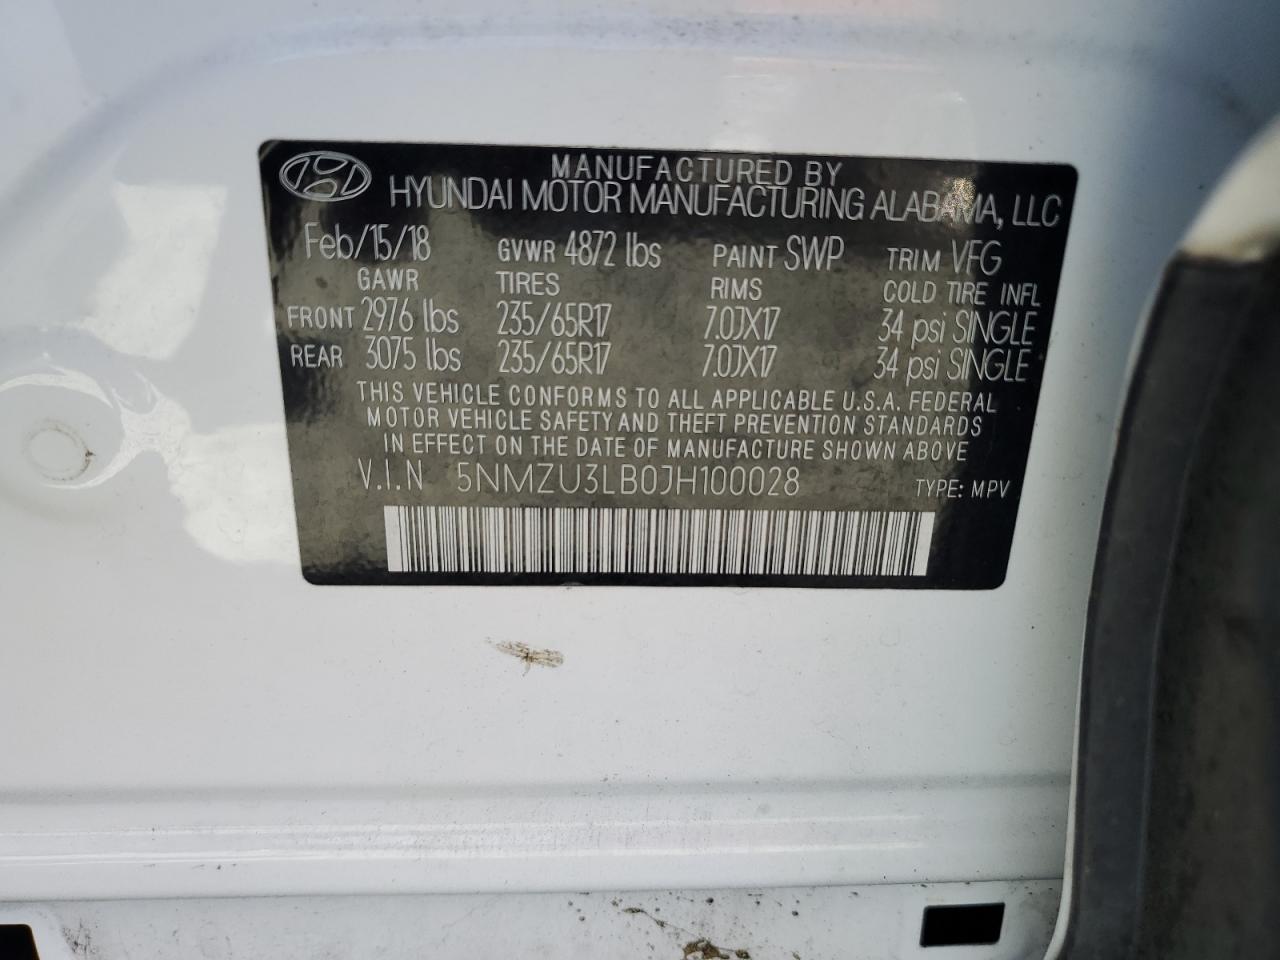 MANUFACTURED BY
HYUNDAI MOTOR MANUFACTURING ALABAMA, LLC
Feb/15/18 GVWR 4872 lbs PAINT SWP TRIM VFG
GAWR TIRES RIMS COLD TIRE INFL
FRONT 2976 lbs 235/65R17 7.0JX17 34 psi SINGLE
REAR 3075 lbs 235/65R17 7.0JX17 34 psi SINGLE
THIS VEHICLE CONFORMS TO ALL APPLICABLE U.S.A. FEDERAL
MOTOR VEHICLE SAFETY AND THEFT PREVENTION STANDARDS
IN EFFECT ON THE DATE OF MANUFACTURE SHOWN ABOVE
V.I.N 5NMZU3LB0JH100028 TYPE: MPV